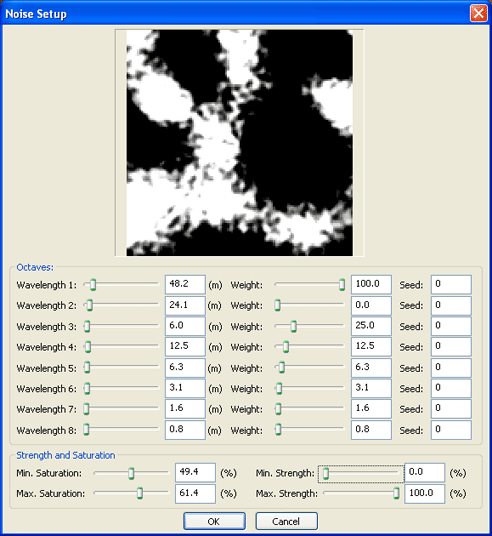 Noise Setup
Octaves:
Wavelength 1: 48.2 (m) Weight: 100.0 Seed: 0
Wavelength 2: 24.1 (m) Weight: 0.0 Seed: 0
Wavelength 3: 6.0 (m) Weight: 25.0 Seed: 0
Wavelength 4: 12.5 (m) Weight: 12.5 Seed: 0
Wavelength 5: 6.3 (m) Weight: 6.3 Seed: 0
Wavelength 6: 3.1 (m) Weight: 3.1 Seed: 0
Wavelength 7: 1.6 (m) Weight: 1.6 Seed: 0
Wavelength 8: 0.8 (m) Weight: 0.8 Seed: 0
Strength and Saturation
Min. Saturation: 49.4 (%) Min. Strength: 0.0 (%)
Max. Saturation: 61.4 (%) Max. Strength: 100.0 (%)
OK Cancel